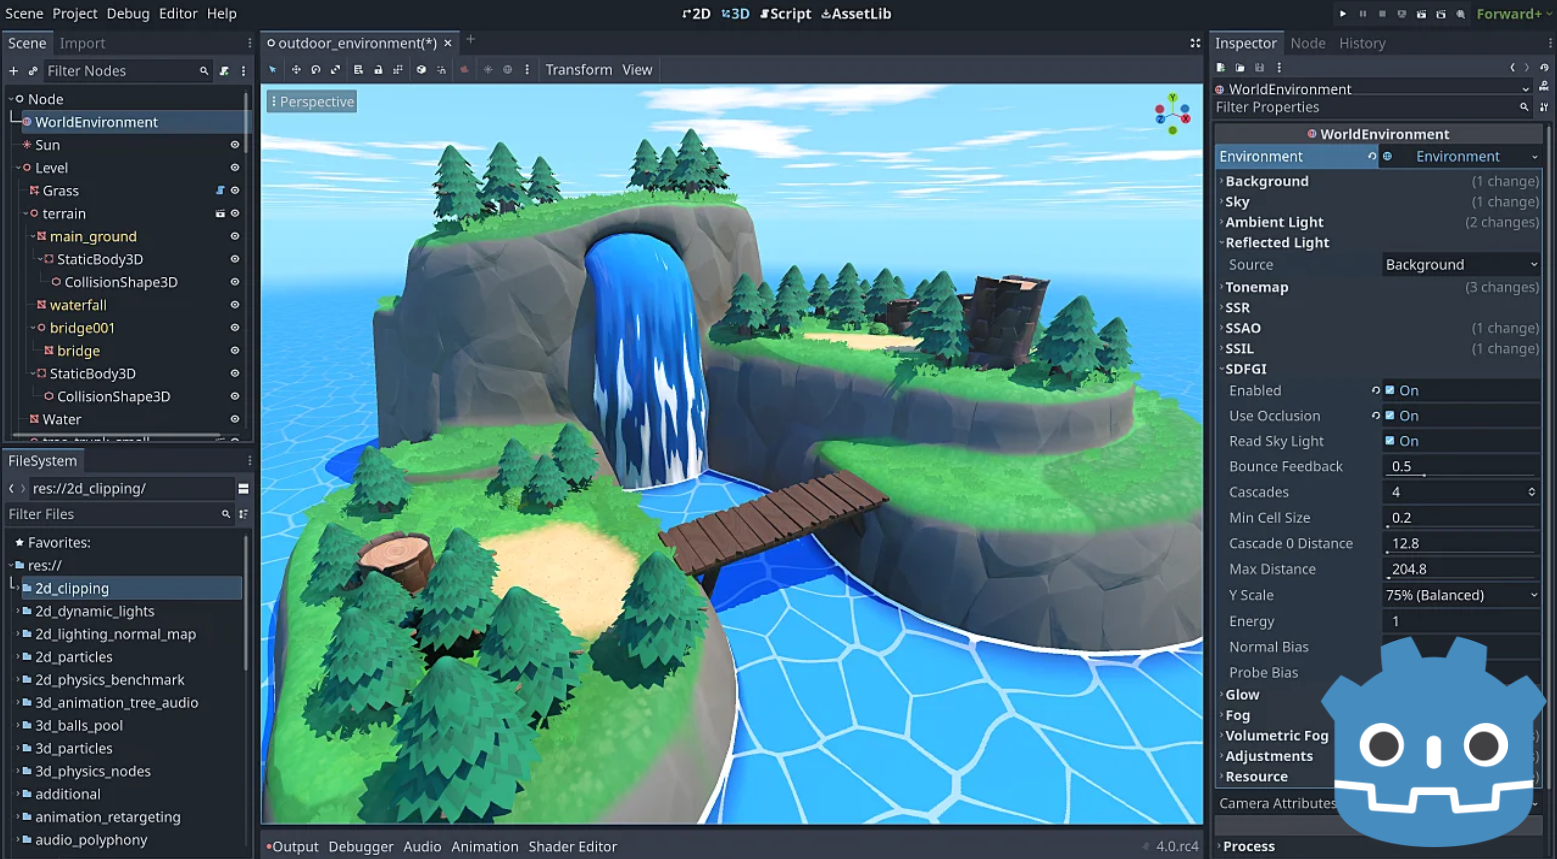 Scene Project Debug Editor Help
2D 3D Script AssetLib
Forward+
Scene Import
Filter Nodes
Node
WorldEnvironment
Sun
Level
Grass
terrain
main_ground
StaticBody3D
CollisionShape3D
waterfall
bridge001
bridge
StaticBody3D
CollisionShape3D
Water
FileSystem
res://2d_clipping/
Filter Files
Favorites:
res://
2d_clipping
2d_dynamic_lights
2d_lighting_normal_map
2d_particles
2d_physics_benchmark
3d_animation_tree_audio
3d_balls_pool
3d_particles
3d_physics_nodes
additional
animation_retargeting
audio_polyphony
outdoor_environment(*)
Transform View
Perspective
Y
Z X
Output Debugger Audio Animation Shader Editor
4.0.rc4
Inspector Node History
WorldEnvironment
Filter Properties
WorldEnvironment
Environment Environment
Background (1 change)
Sky (1 change)
Ambient Light (2 changes)
Reflected Light
Source Background
Tonemap (3 changes)
SSR
SSAO (1 change)
SSIL (1 change)
SDFGI
Enabled On
Use Occlusion On
Read Sky Light On
Bounce Feedback 0.5
Cascades 4
Min Cell Size 0.2
Cascade 0 Distance 12.8
Max Distance 204.8
Y Scale 75% (Balanced)
Energy 1
Normal Bias
Probe Bias
Glow
Fog
Volumetric Fog
Adjustments
Resource
Camera Attributes
Process